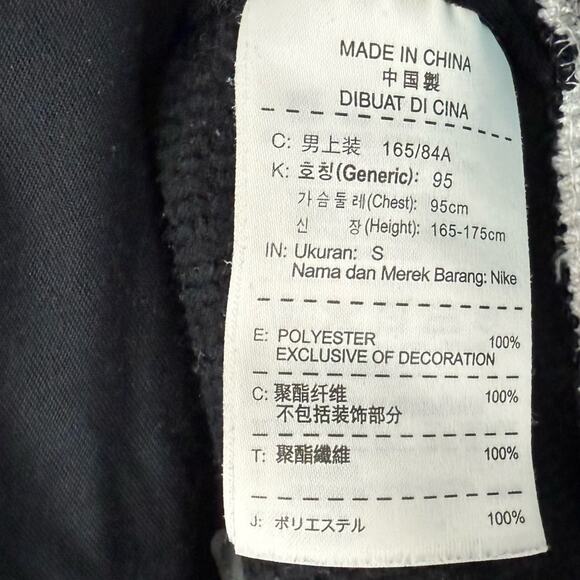 MADE IN CHINA
中国製
DIBUAT DI CINA
C: 男上装 165/84A
K: 호칭(Generic): 95
가슴둘레(Chest): 95cm
신 장(Height): 165-175cm
IN: Ukuran: S
Nama dan Merek Barang: Nike
E: POLYESTER 100%
EXCLUSIVE OF DECORATION
C: 聚酯纤维 100%
不包括装饰部分
T: 聚酯纖維 100%
J: ポリエステル 100%